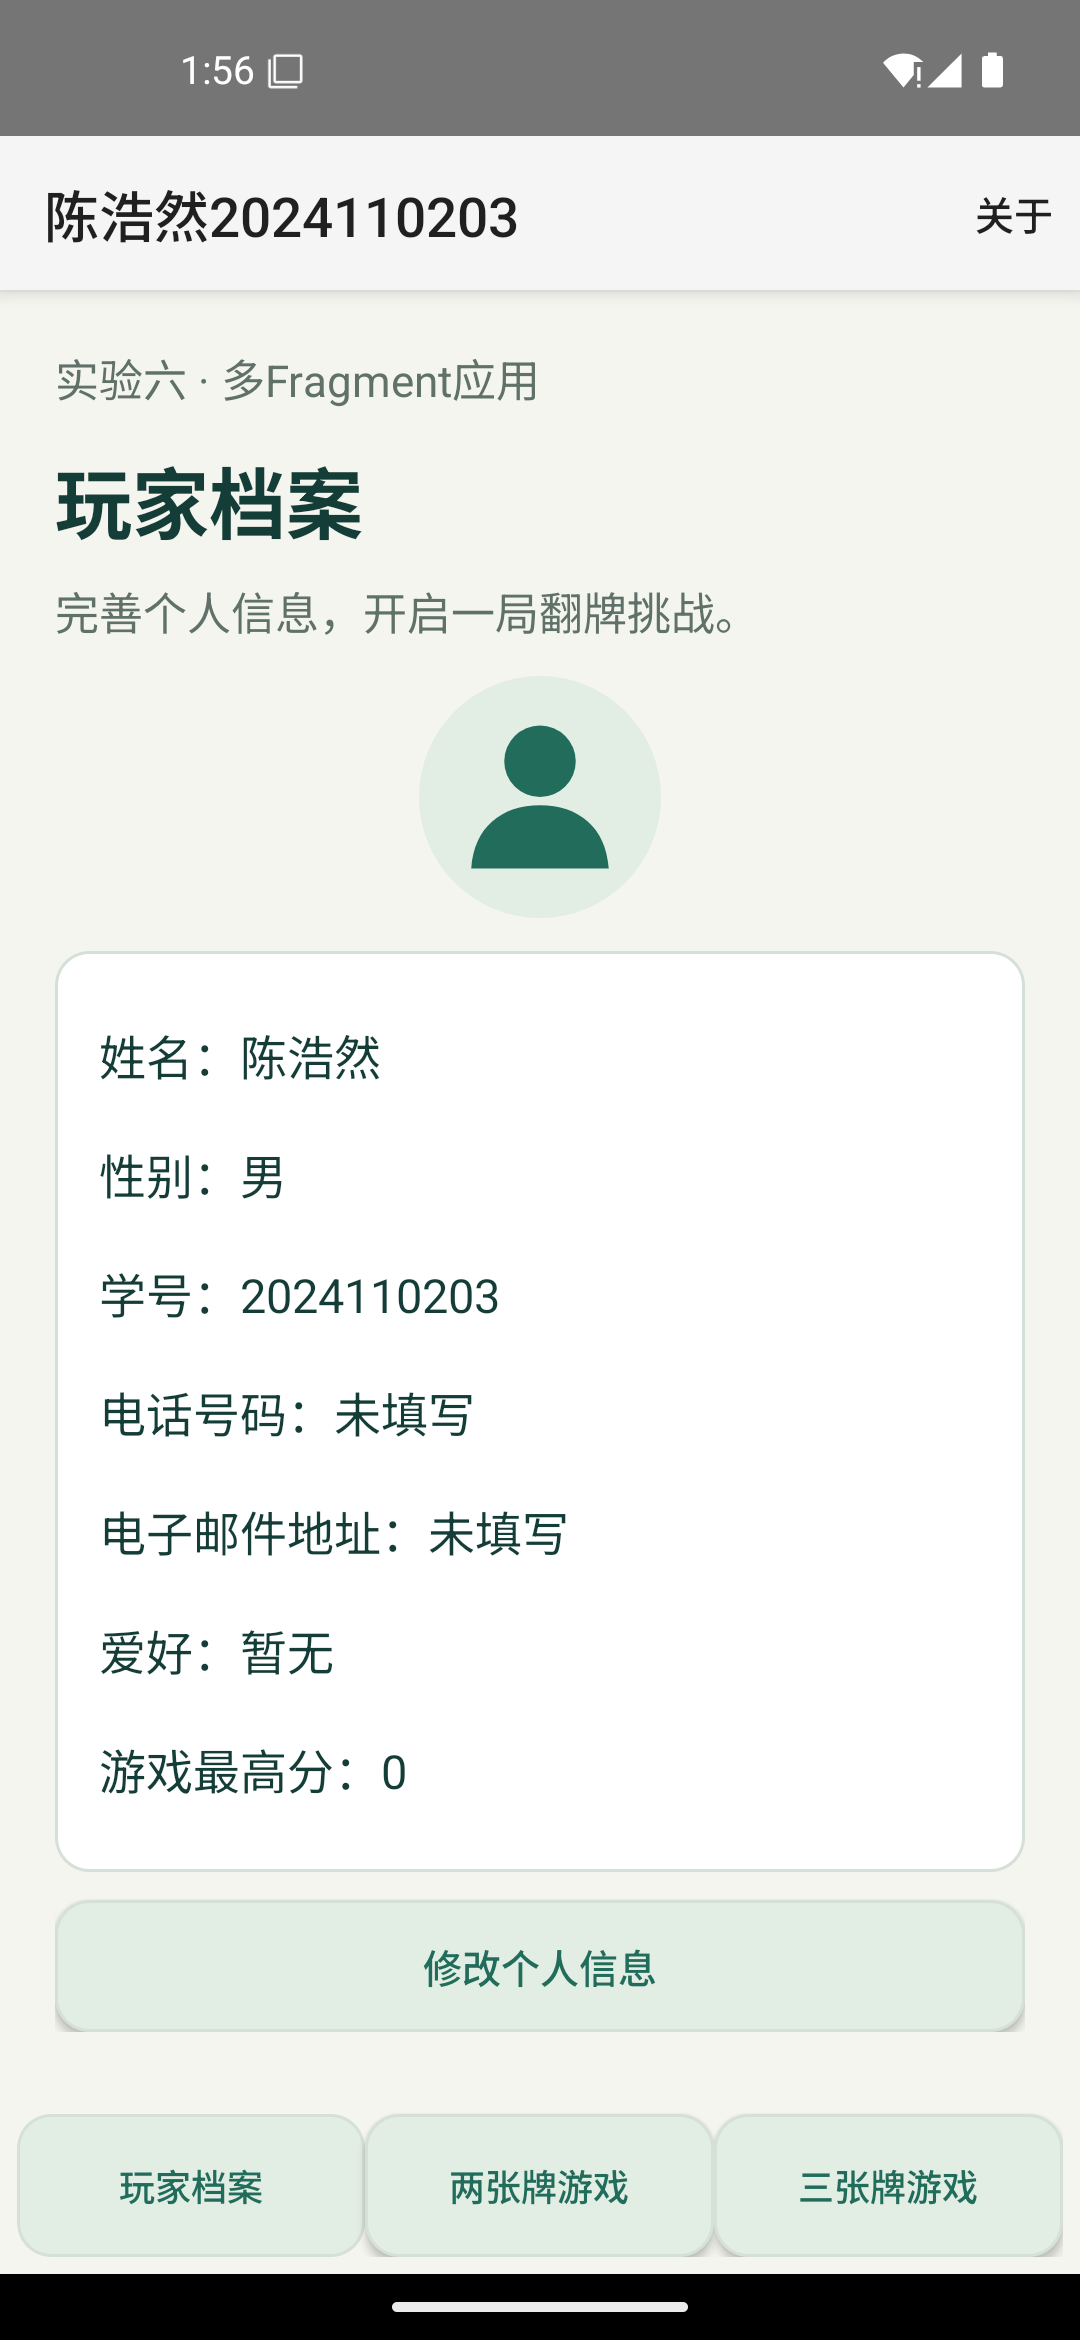 1:56
陈浩然2024110203
关于
实验六 · 多Fragment应用
玩家档案
完善个人信息，开启一局翻牌挑战。
姓名：陈浩然
性别：男
学号：2024110203
电话号码：未填写
电子邮件地址：未填写
爱好：暂无
游戏最高分：0
修改个人信息
玩家档案
两张牌游戏
三张牌游戏